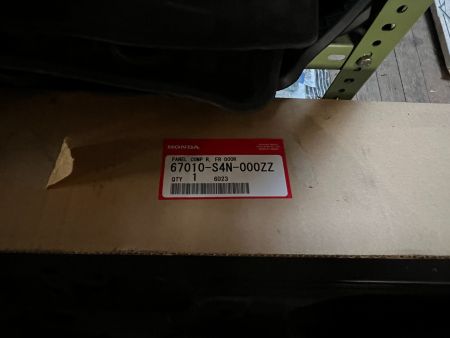 HONDA
PANEL COMP R, FR DOOR
67010-S4N-000ZZ
QTY 1 6023